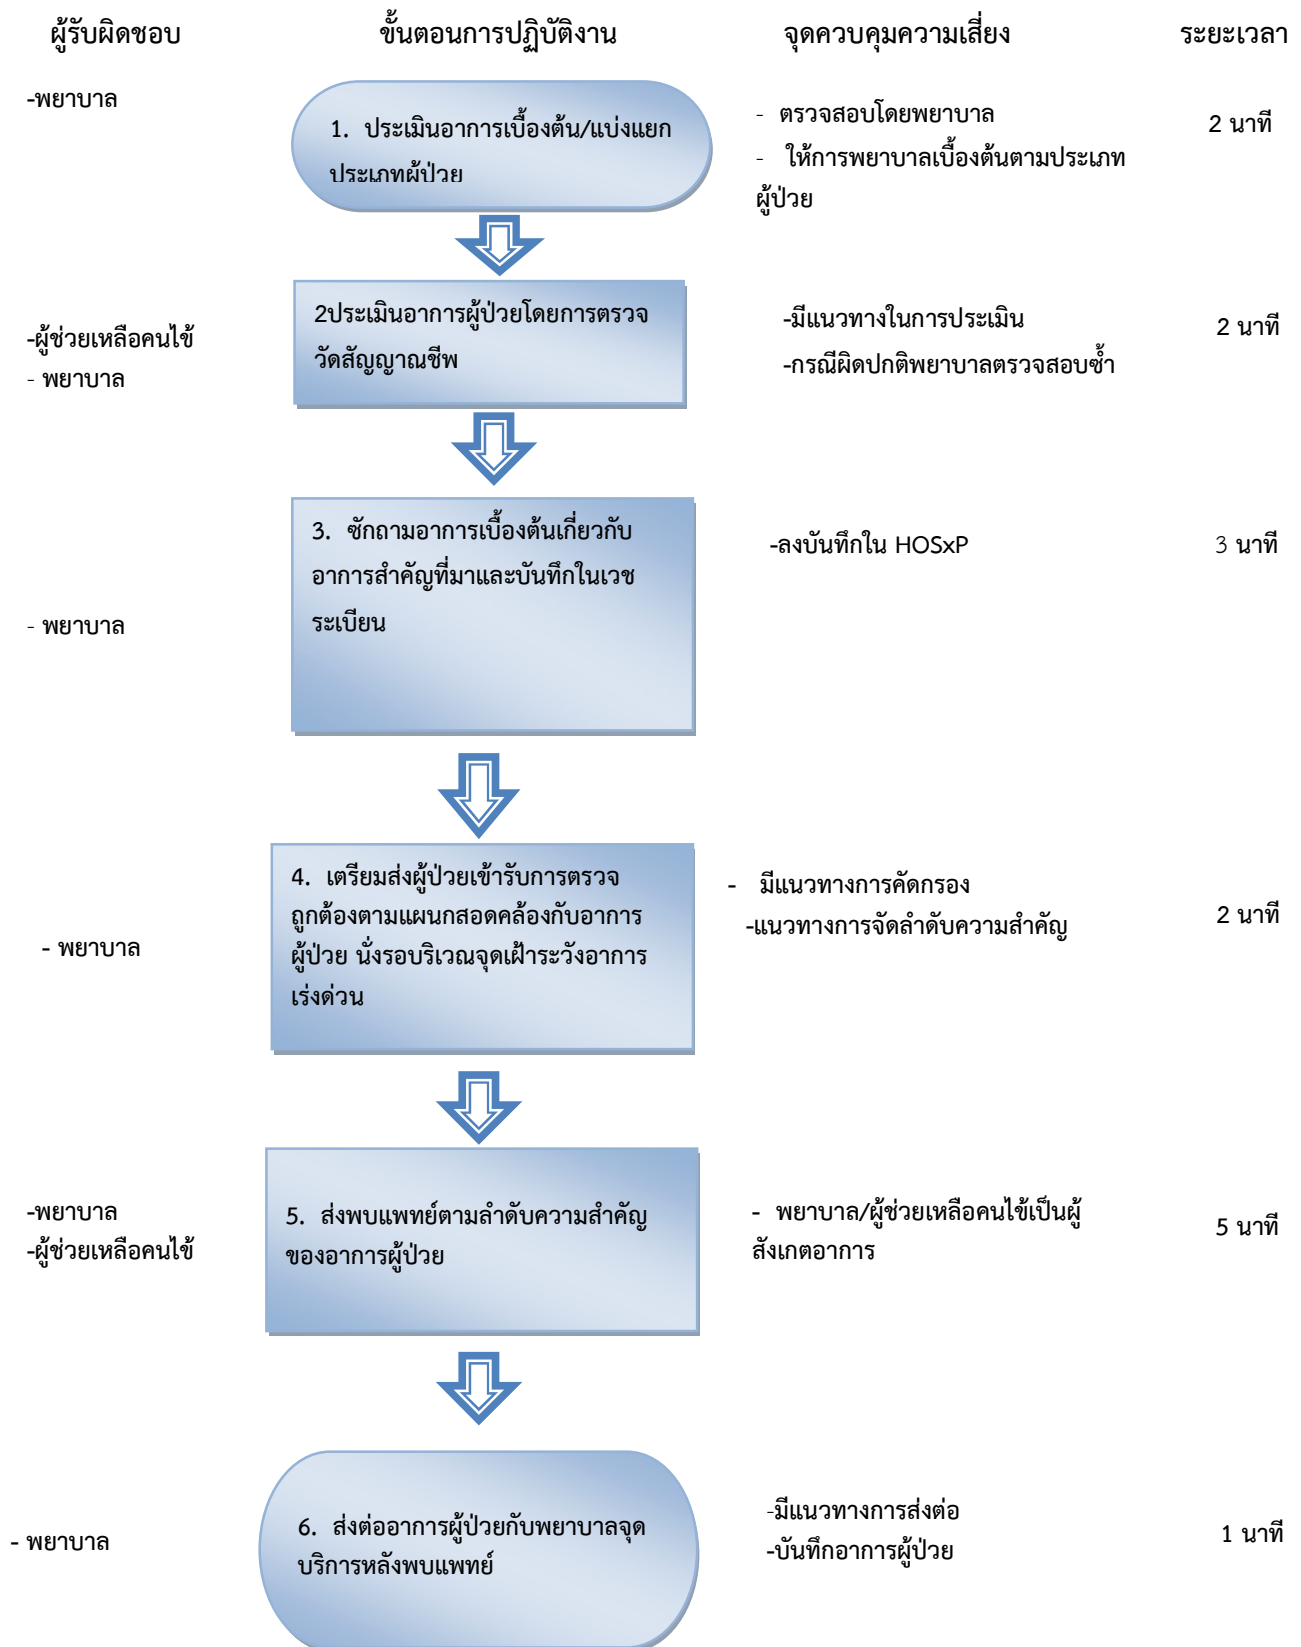 ผู้รับผิดชอบ ขั้นตอนการปฏิบัติงาน จุดควบคุมความเสี่ยง ระยะเวลา
-พยาบาล
1. ประเมินอาการเบื้องต้น/แบ่งแยก
ประเภทผู้ป่วย
- ตรวจสอบโดยพยาบาล
- ให้การพยาบาลเบื้องต้นตามประเภท
ผู้ป่วย
2 นาที
-ผู้ช่วยเหลือคนไข้
- พยาบาล
2ประเมินอาการผู้ป่วยโดยการตรวจ
วัดสัญญาณชีพ
-มีแนวทางในการประเมิน
-กรณีผิดปกติพยาบาลตรวจสอบซ้ำ
2 นาที
- พยาบาล
3. ซักถามอาการเบื้องต้นเกี่ยวกับ
อาการสำคัญที่มาและบันทึกในเวช
ระเบียน
-ลงบันทึกใน HOSxP
3 นาที
- พยาบาล
4. เตรียมส่งผู้ป่วยเข้ารับการตรวจ
ถูกต้องตามแผนกสอดคล้องกับอาการ
ผู้ป่วย นั่งรอบริเวณจุดเฝ้าระวังอาการ
เร่งด่วน
- มีแนวทางการคัดกรอง
-แนวทางการจัดลำดับความสำคัญ
2 นาที
-พยาบาล
-ผู้ช่วยเหลือคนไข้
5. ส่งพบแพทย์ตามลำดับความสำคัญ
ของอาการผู้ป่วย
- พยาบาล/ผู้ช่วยเหลือคนไข้เป็นผู้
สังเกตอาการ
5 นาที
- พยาบาล
6. ส่งต่ออาการผู้ป่วยกับพยาบาลจุด
บริการหลังพบแพทย์
-มีแนวทางการส่งต่อ
-บันทึกอาการผู้ป่วย
1 นาที